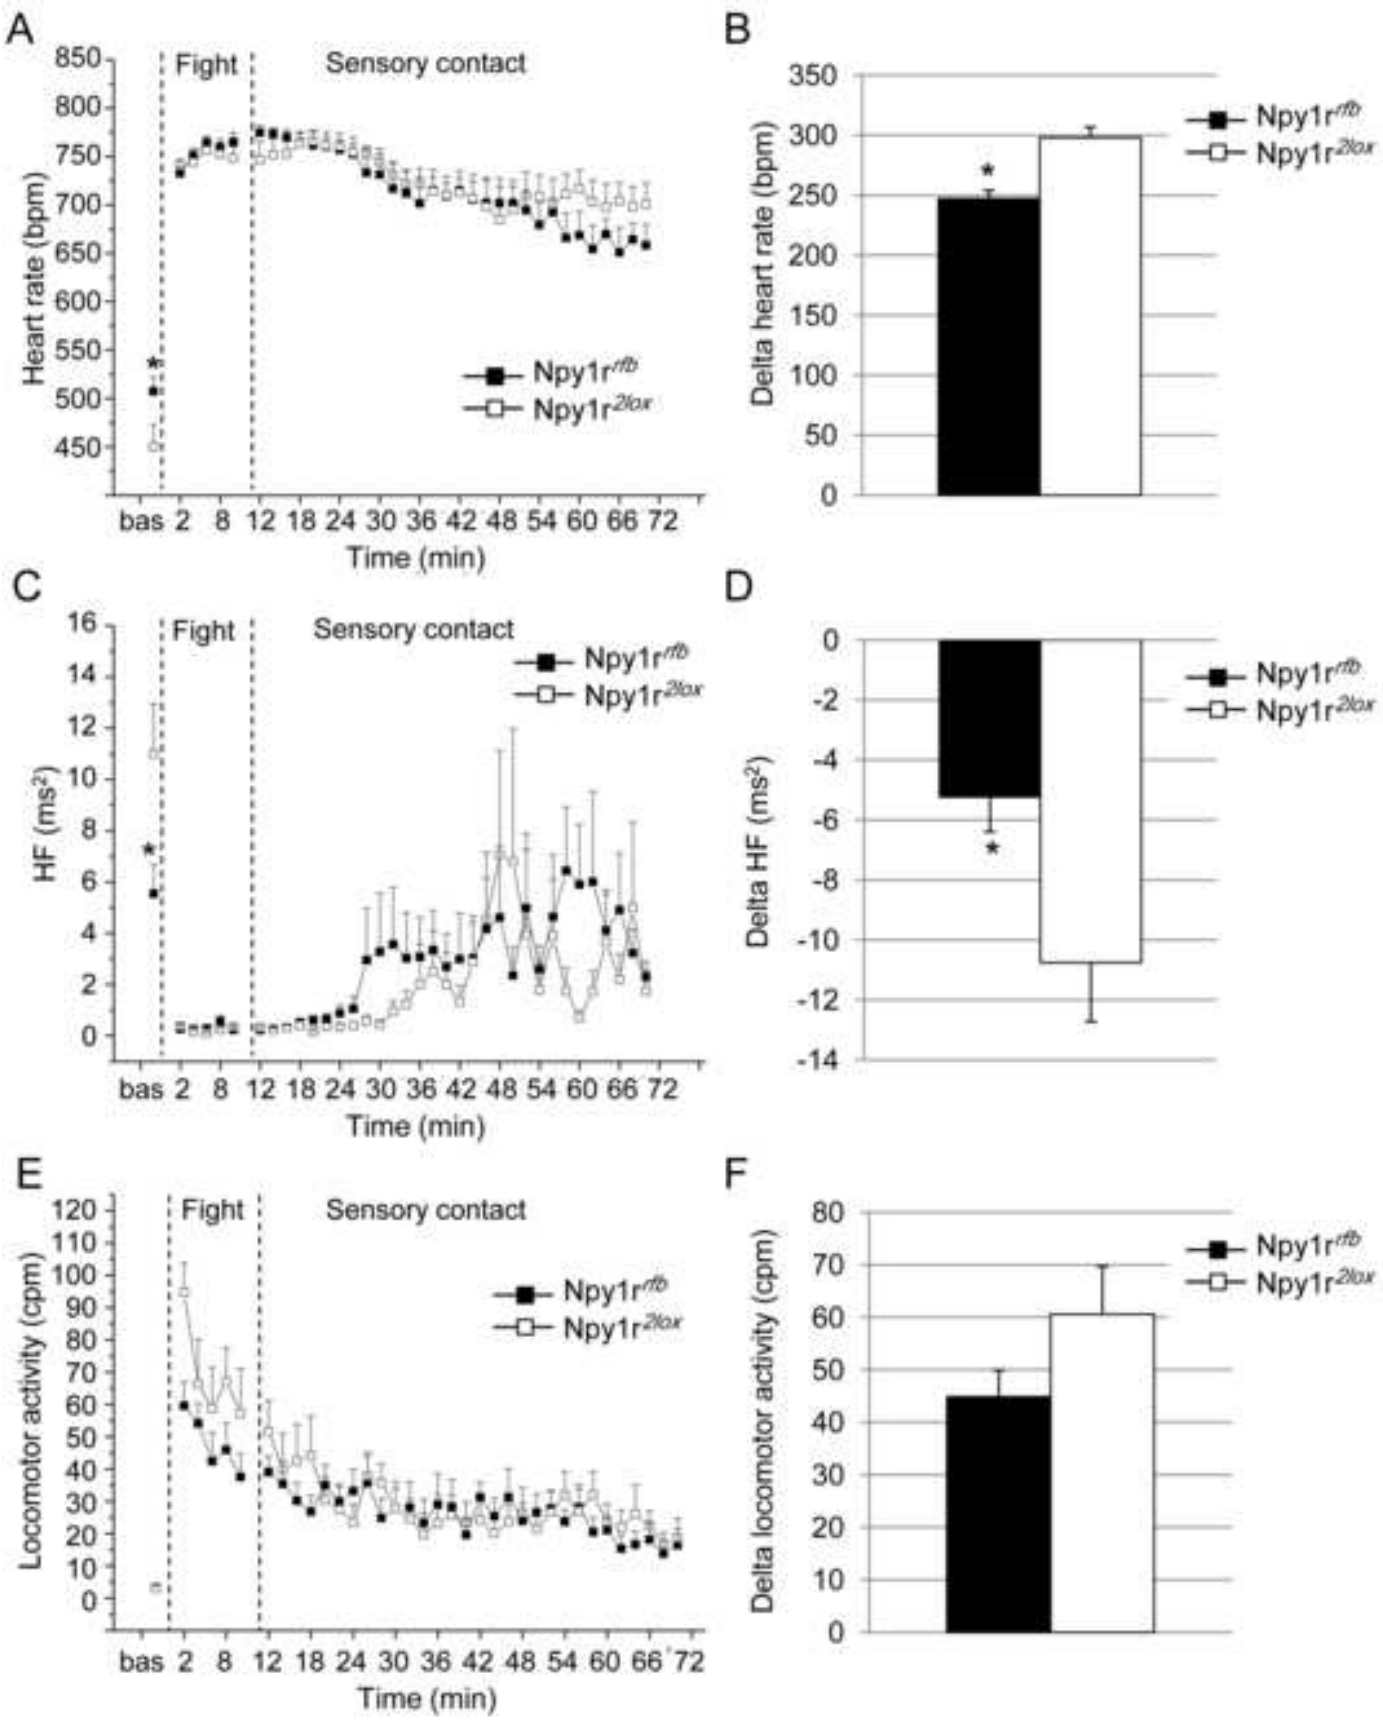 A
Fight
Sensory contact
Heart rate (bpm)
850
800
750
700
650
600
550
500
450
*
Npy1r^rfb
Npy1r^2lox
bas 2 8 12 18 24 30 36 42 48 54 60 66 72
Time (min)
B
Delta heart rate (bpm)
350
300
250
200
150
100
50
0
*
Npy1r^rfb
Npy1r^2lox
C
Fight
Sensory contact
HF (ms²)
16
14
12
10
8
6
4
2
0
*
Npy1r^rfb
Npy1r^2lox
bas 2 8 12 18 24 30 36 42 48 54 60 66 72
Time (min)
D
Delta HF (ms²)
0
-2
-4
-6
-8
-10
-12
-14
*
Npy1r^rfb
Npy1r^2lox
E
Fight
Sensory contact
Locomotor activity (cpm)
120
110
100
90
80
70
60
50
40
30
20
10
0
Npy1r^rfb
Npy1r^2lox
bas 2 8 12 18 24 30 36 42 48 54 60 66 72
Time (min)
F
Delta locomotor activity (cpm)
80
70
60
50
40
30
20
10
0
Npy1r^rfb
Npy1r^2lox